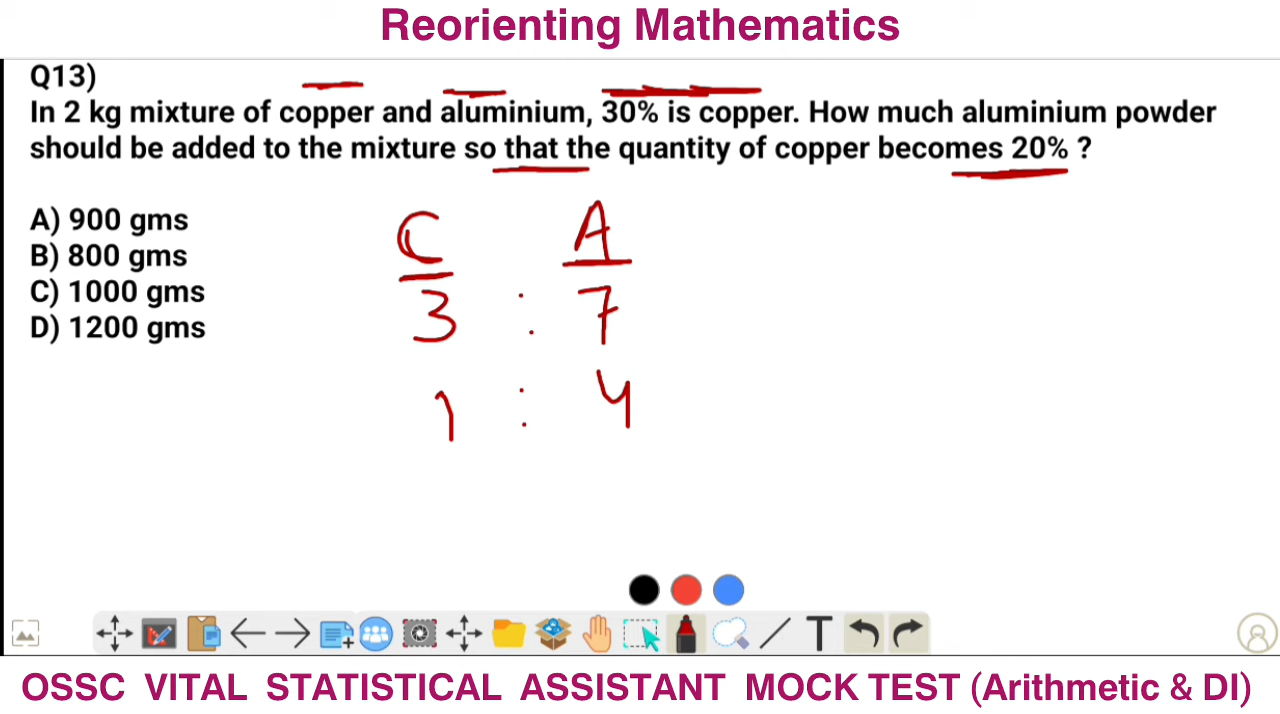 Reorienting Mathematics
Q13)
In 2 kg mixture of copper and aluminium, 30% is copper. How much aluminium powder
should be added to the mixture so that the quantity of copper becomes 20% ?
A) 900 gms
B) 800 gms
C) 1000 gms
D) 1200 gms
C A
3 : 7
1 : 4
T
OSSC VITAL STATISTICAL ASSISTANT MOCK TEST (Arithmetic & DI)